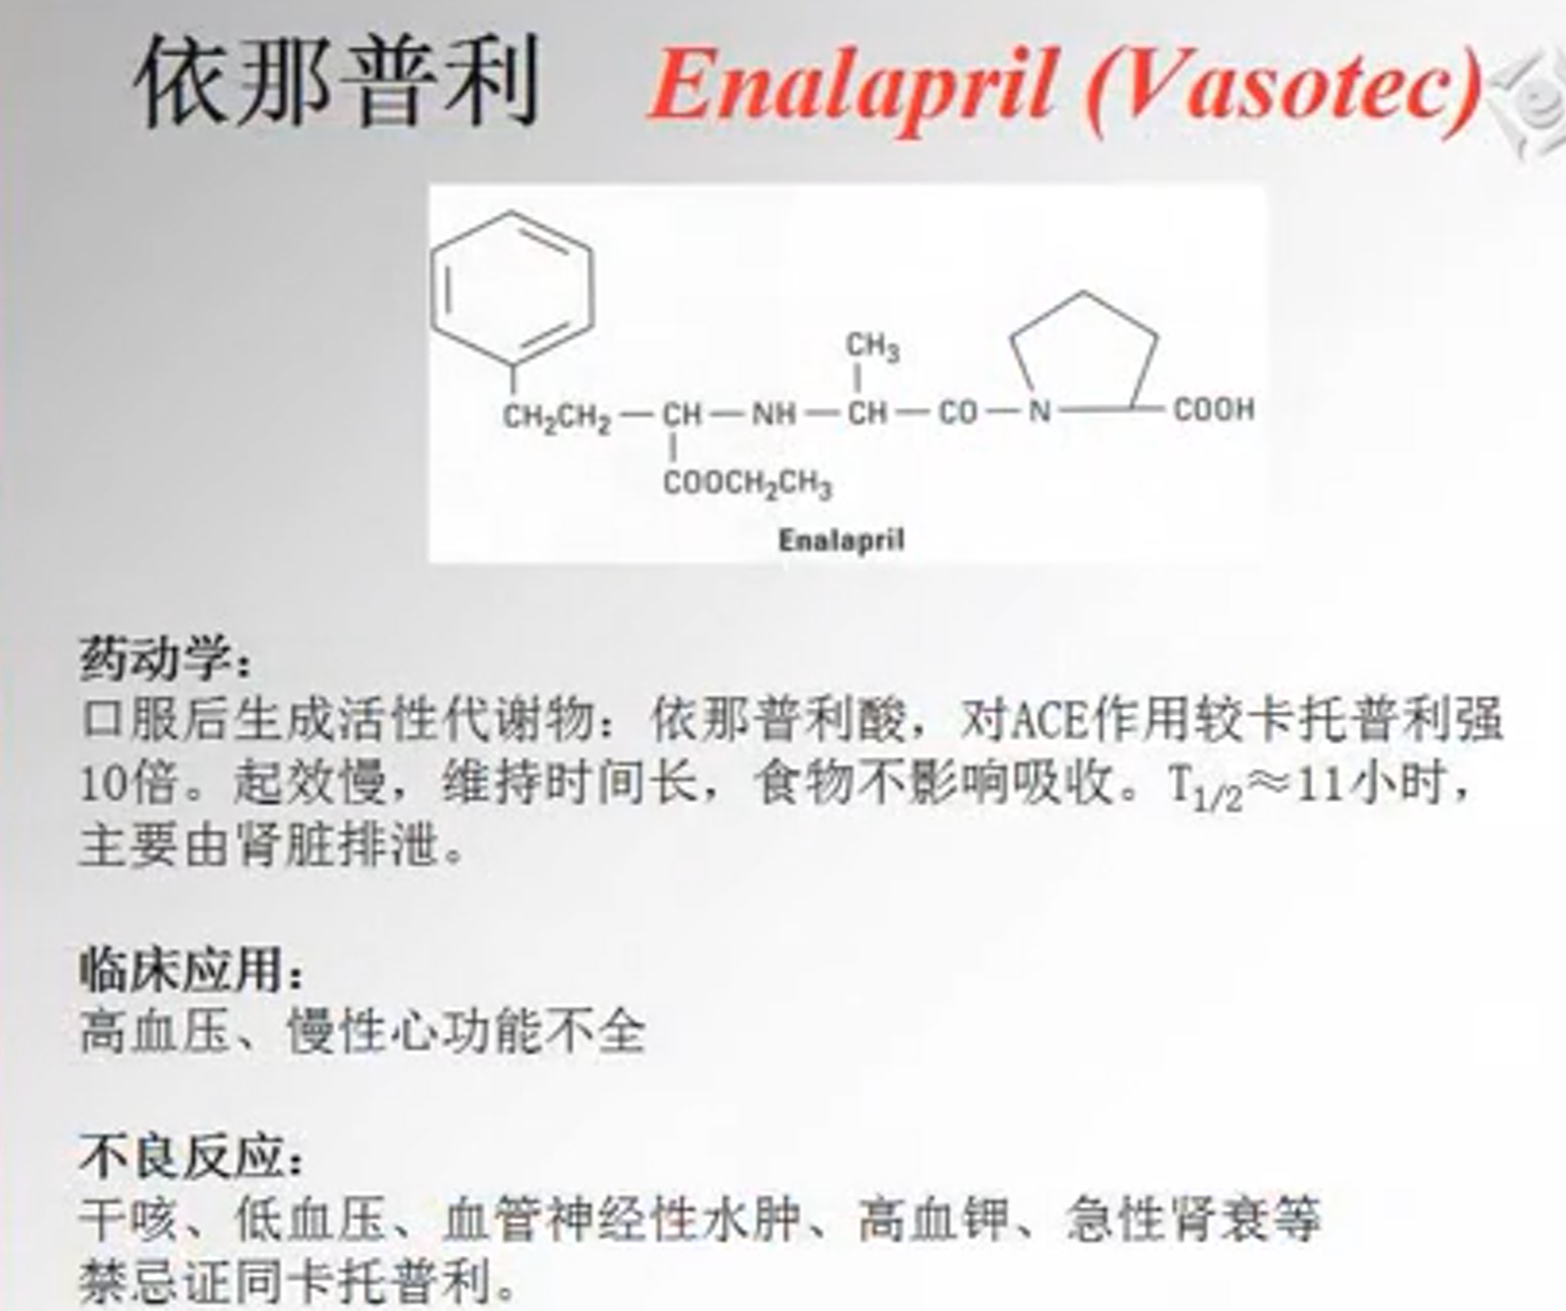 依那普利 Enalapril (Vasotec)
CH₃
CH₂CH₂—CH—NH—CH—CO—N—COOH
COOCH₂CH₃
Enalapril
药动学：
口服后生成活性代谢物：依那普利酸，对ACE作用较卡托普利强
10倍。起效慢，维持时间长，食物不影响吸收。T₁/₂≈11小时，
主要由肾脏排泄。
临床应用：
高血压、慢性心功能不全
不良反应：
干咳、低血压、血管神经性水肿、高血钾、急性肾衰等
禁忌证同卡托普利。